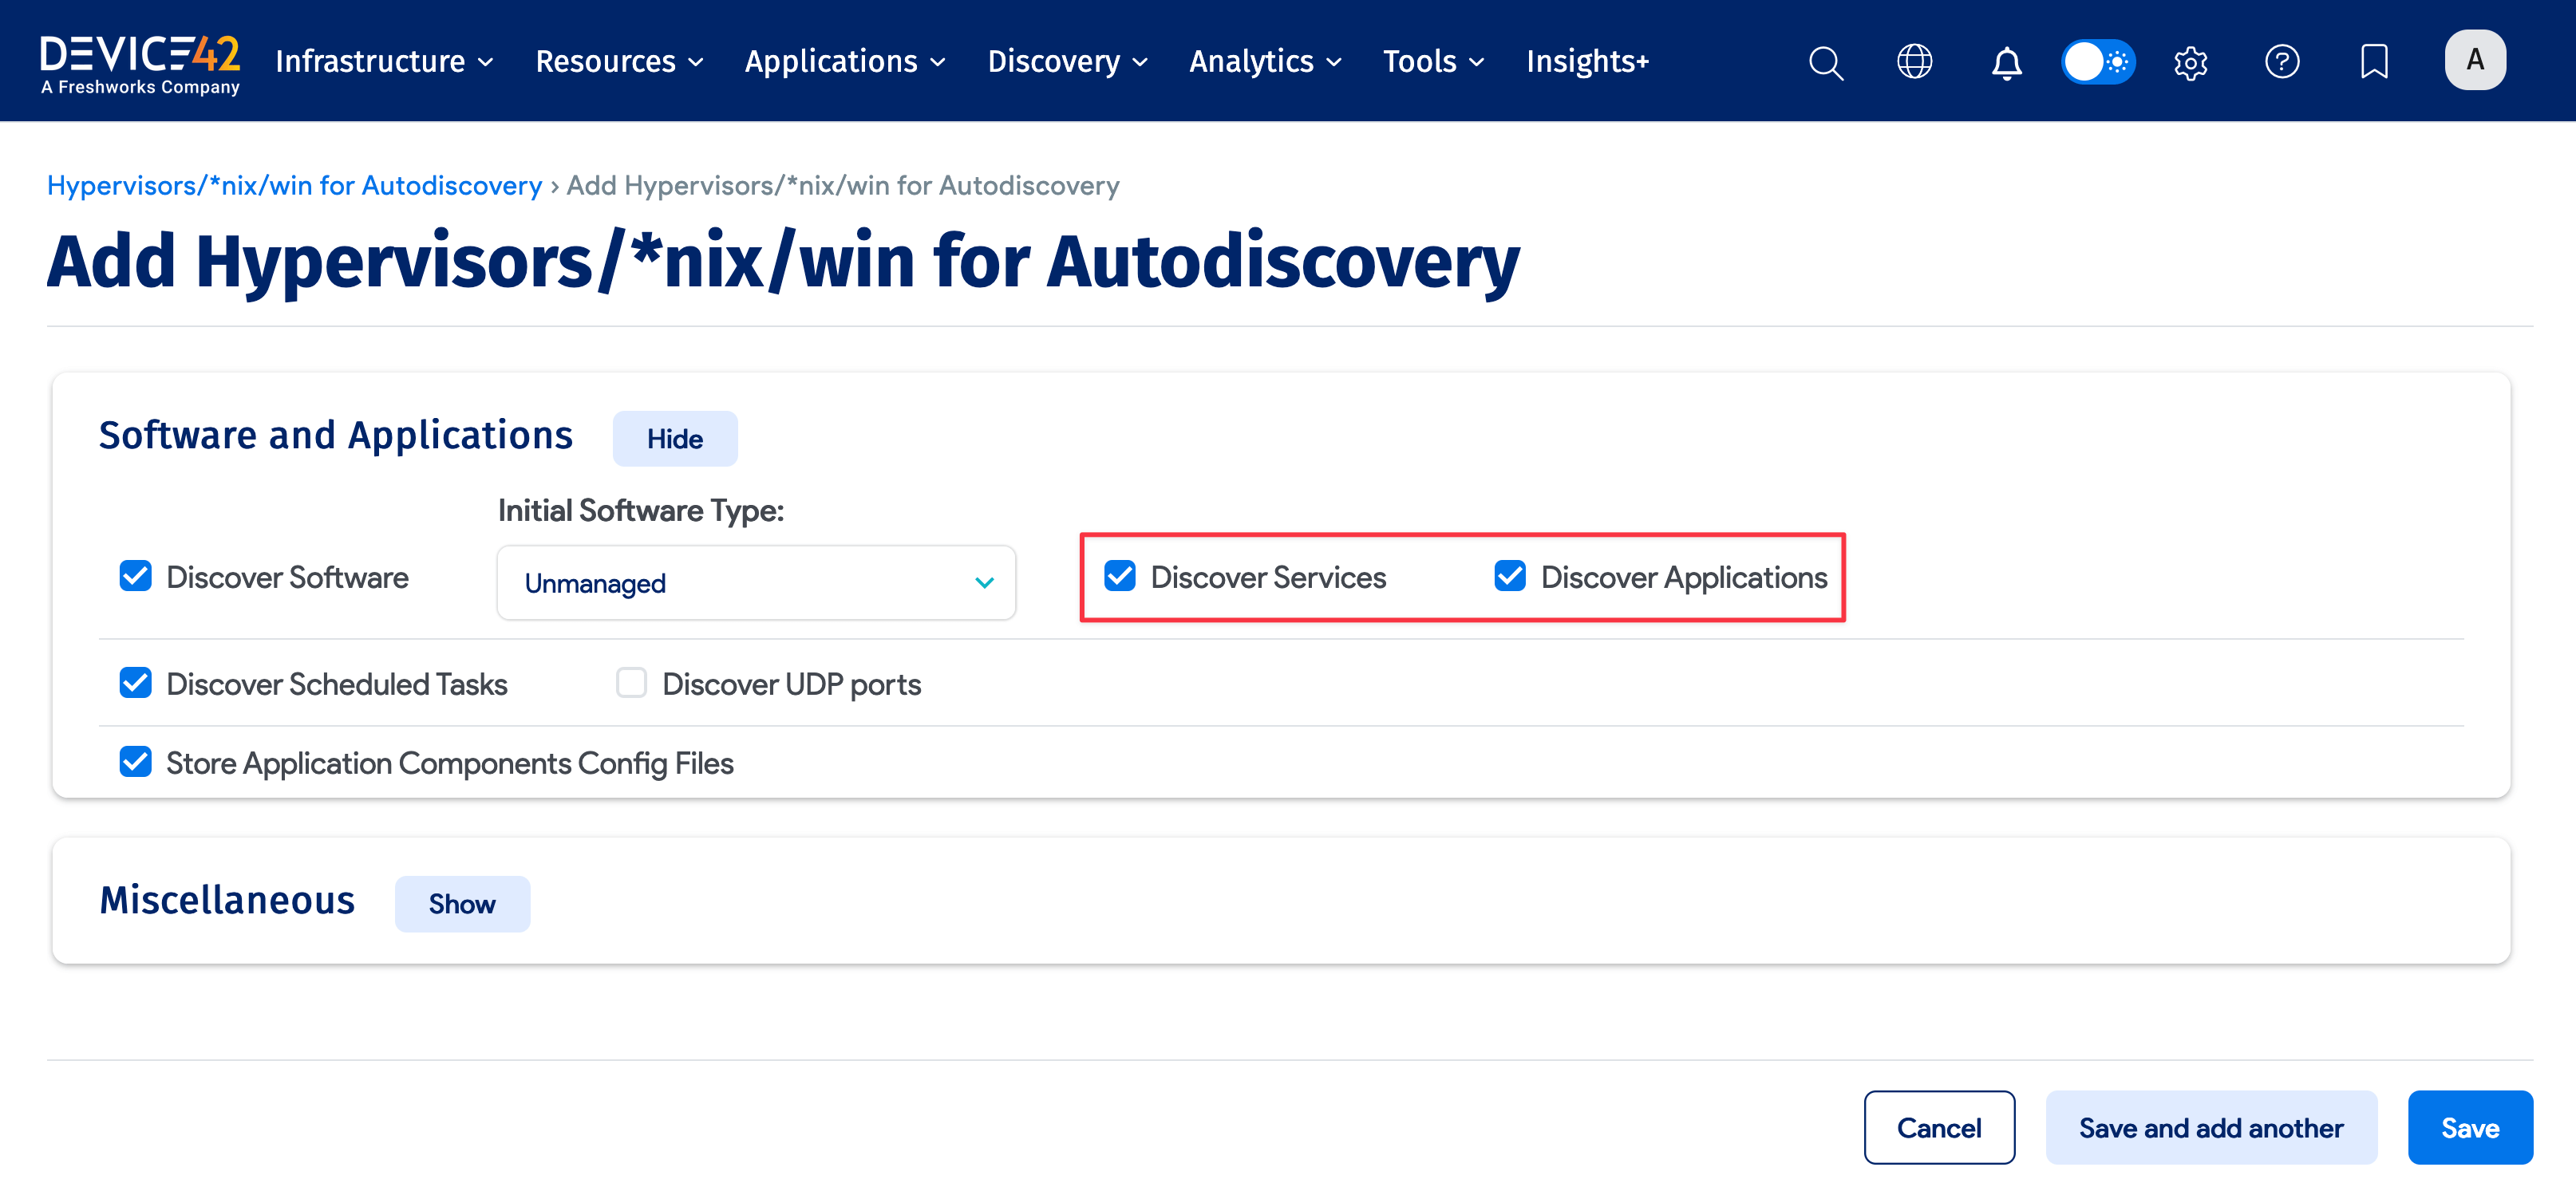 DEVICE42
A Freshworks Company
Infrastructure Resources Applications Discovery Analytics Tools Insights+
A
Hypervisors/*nix/win for Autodiscovery › Add Hypervisors/*nix/win for Autodiscovery
Add Hypervisors/*nix/win for Autodiscovery
Software and Applications Hide
Initial Software Type:
Discover Software Unmanaged Discover Services Discover Applications
Discover Scheduled Tasks Discover UDP ports
Store Application Components Config Files
Miscellaneous Show
Cancel Save and add another Save